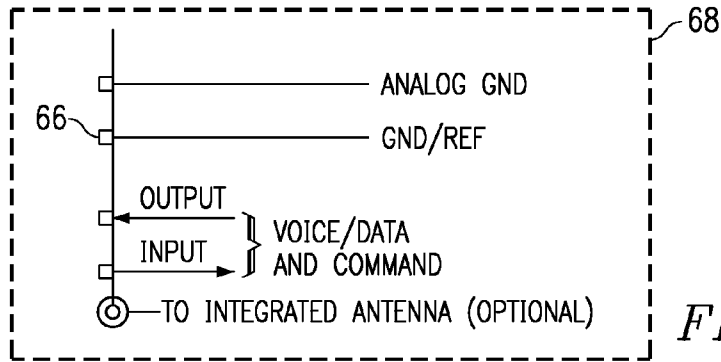 68
ANALOG GND
66
GND/REF
OUTPUT
VOICE/DATA
INPUT
AND COMMAND
TO INTEGRATED ANTENNA (OPTIONAL)